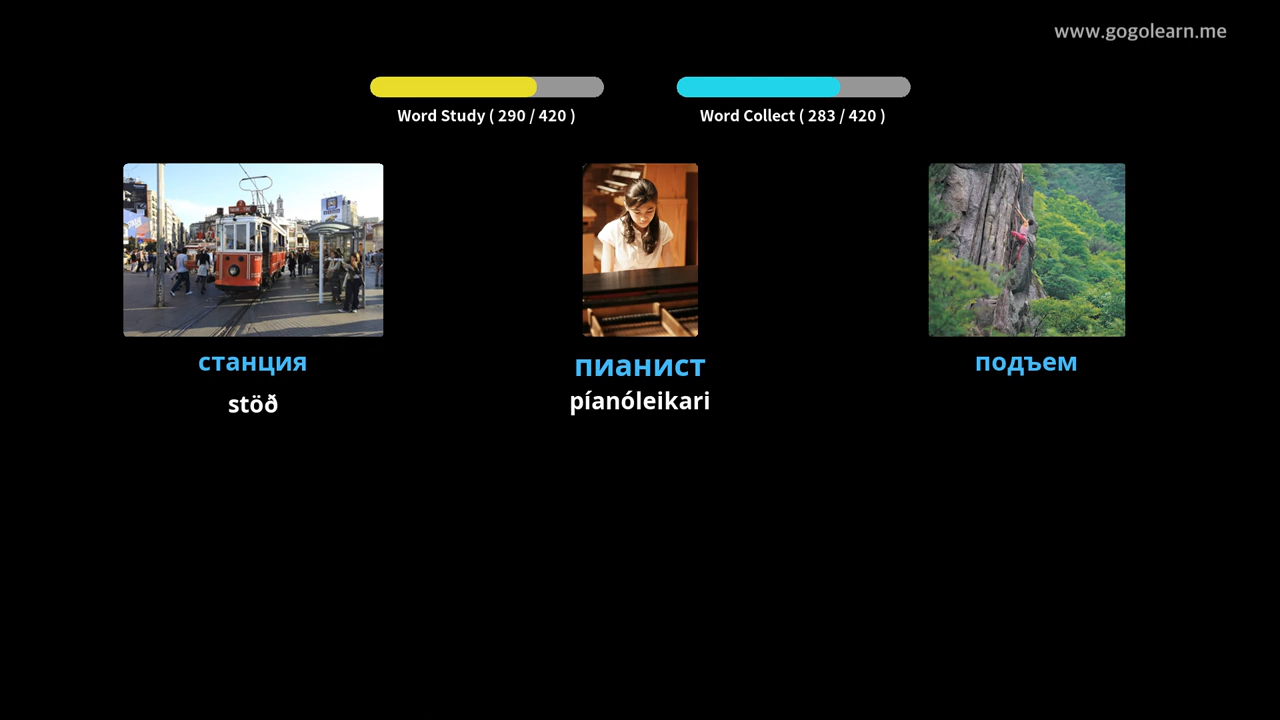 www.gogolearn.me
Word Study ( 290 / 420 )
Word Collect ( 283 / 420 )
станция
пианист
подъем
stöð
píanóleikari